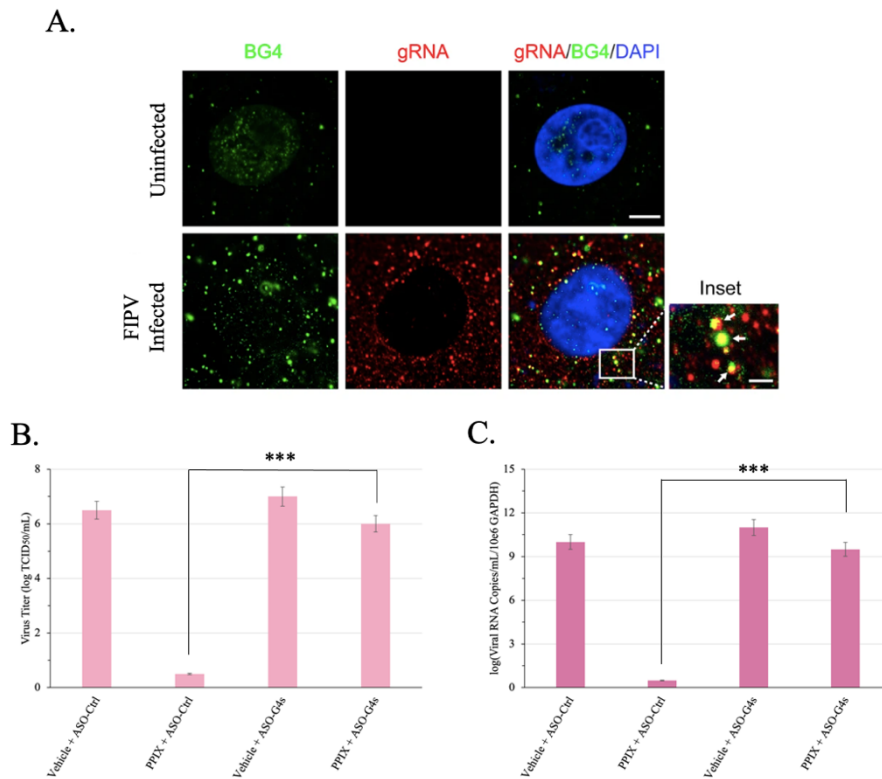 A.
BG4 gRNA gRNA/BG4/DAPI
Uninfected
FIPV
Infected
Inset
B.
***
8
6
4
2
0
Virus Titer (log TCID50/mL)
Vehicle + ASO-Ctrl
PPIX + ASO-Ctrl
Vehicle + ASO-G4s
PPIX + ASO-G4s
C.
***
15
12
9
6
3
0
log(Viral RNA Copies/mL/10e6 GAPDH)
Vehicle + ASO-Ctrl
PPIX + ASO-Ctrl
Vehicle + ASO-G4s
PPIX + ASO-G4s